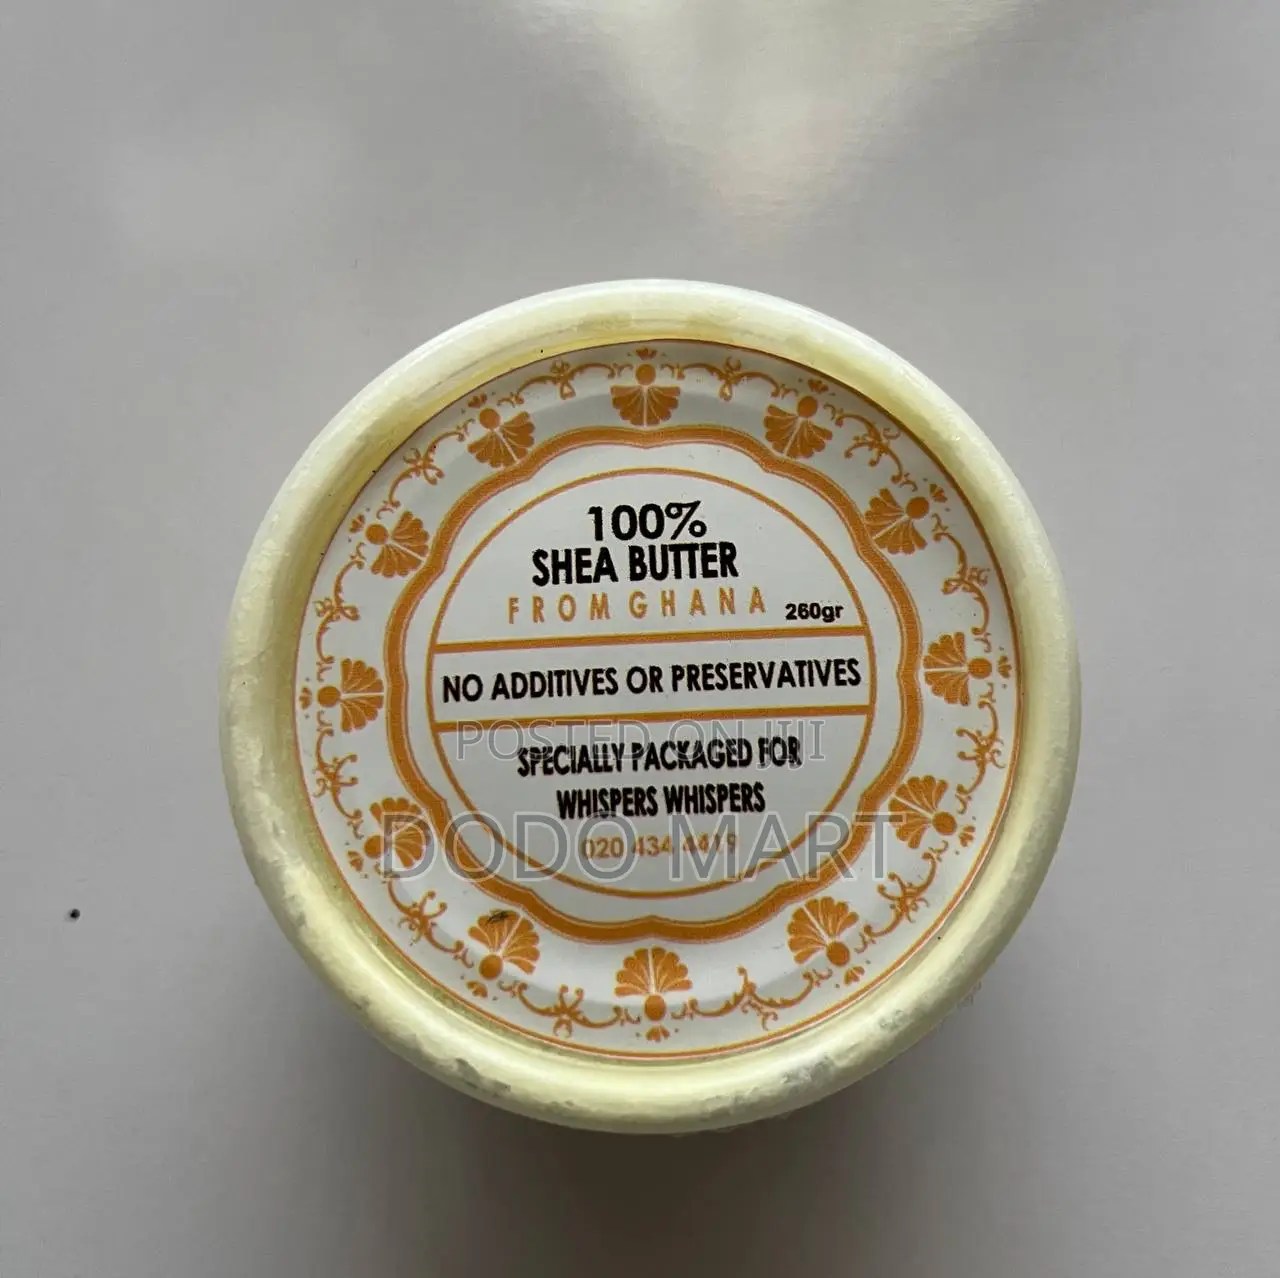 100%
SHEA BUTTER
FROM GHANA 260gr
NO ADDITIVES OR PRESERVATIVES
POSTED ON JIJI
SPECIALLY PACKAGED FOR
WHISPERS WHISPERS
DODO MART
020 434 4419